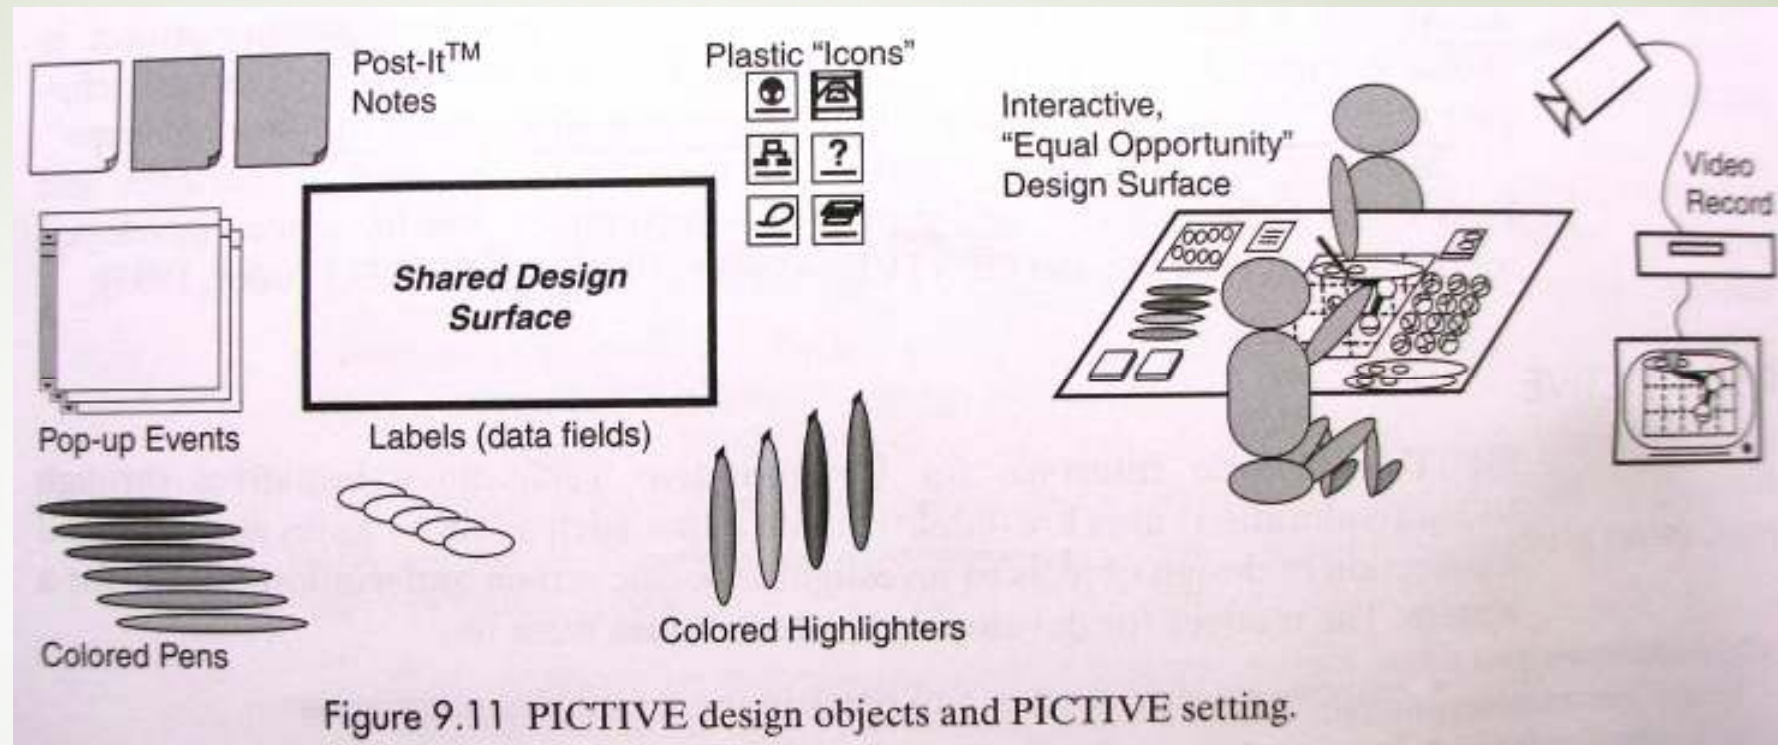 Post-It™
Notes
Plastic "Icons"
?
Interactive,
"Equal Opportunity"
Design Surface
Video
Record
Shared Design
Surface
Pop-up Events
Labels (data fields)
Colored Highlighters
Colored Pens
Figure 9.11 PICTIVE design objects and PICTIVE setting.